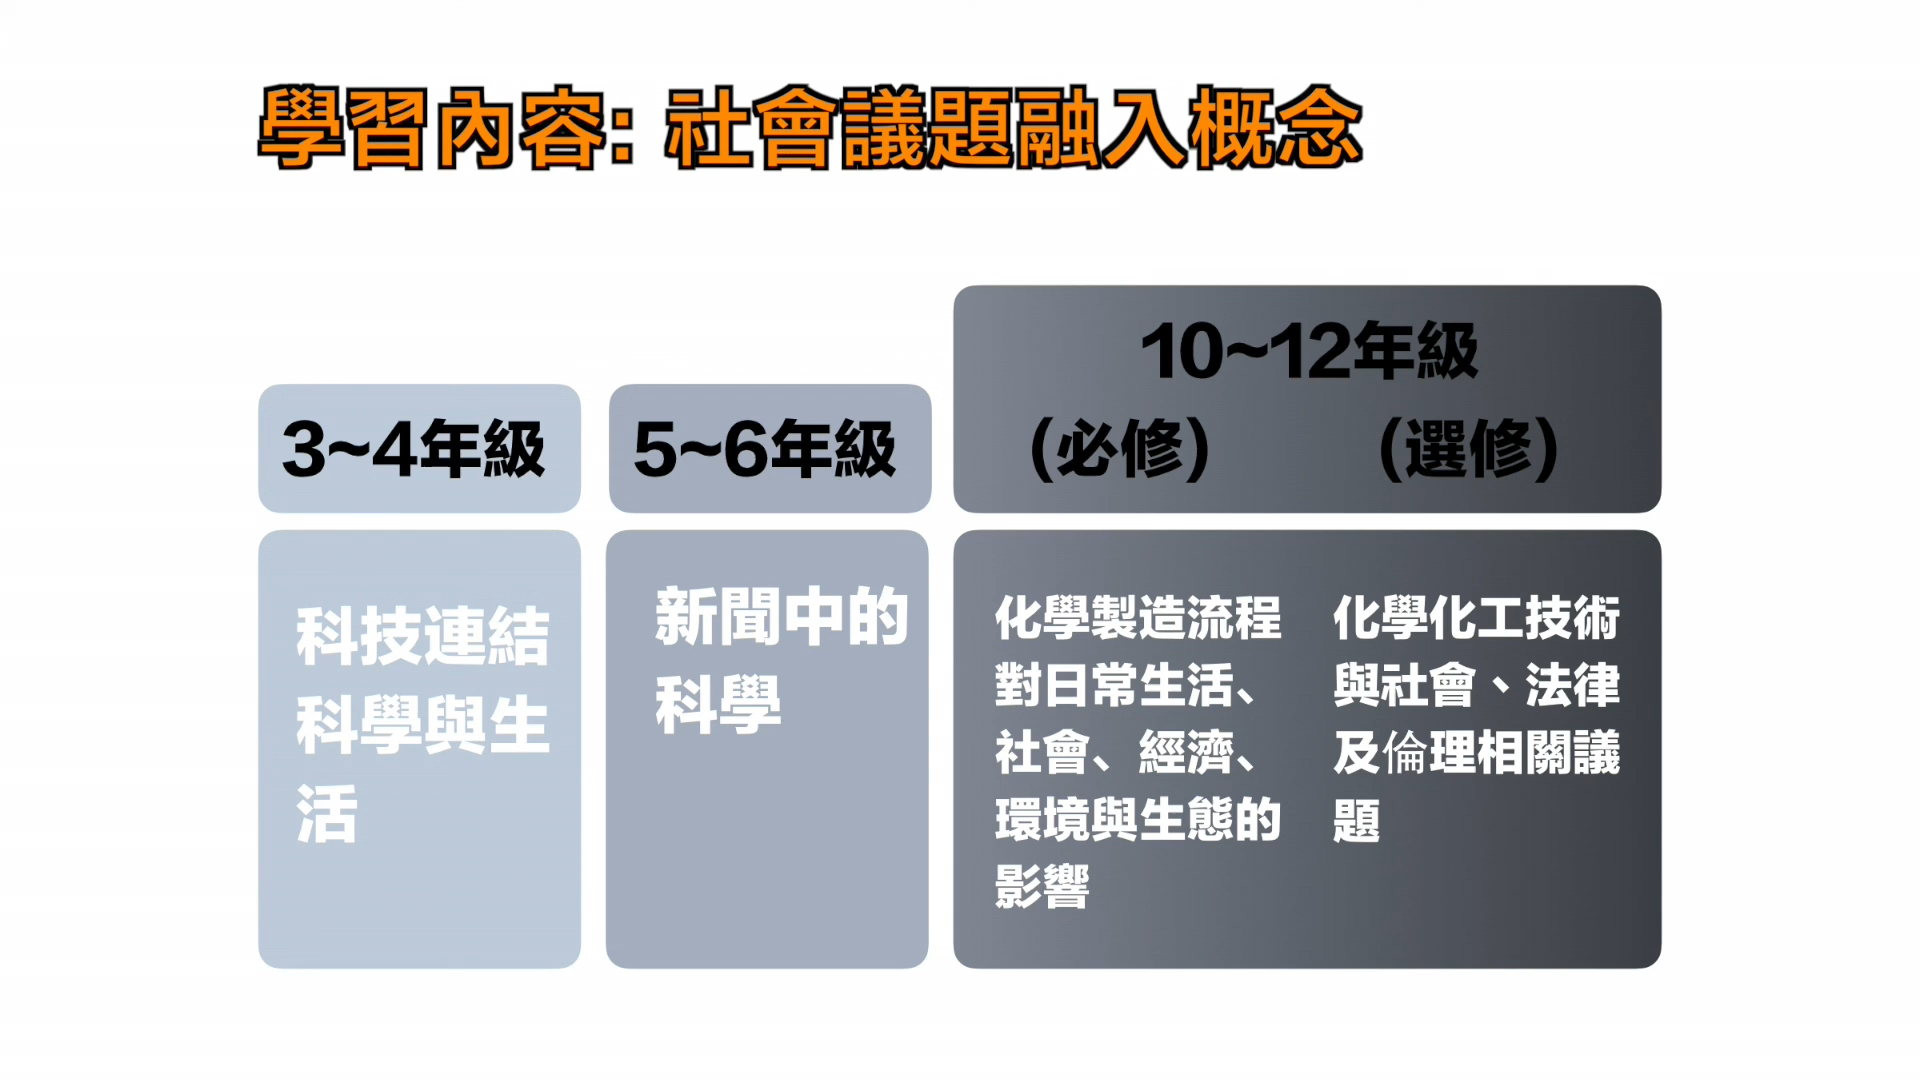 學習內容: 社會議題融入概念
3~4年級
科技連結
科學與生
活
5~6年級
新聞中的
科學
10~12年級
(必修) (選修)
化學製造流程
對日常生活、
社會、經濟、
環境與生態的
影響
化學化工技術
與社會、法律
及倫理相關議
題